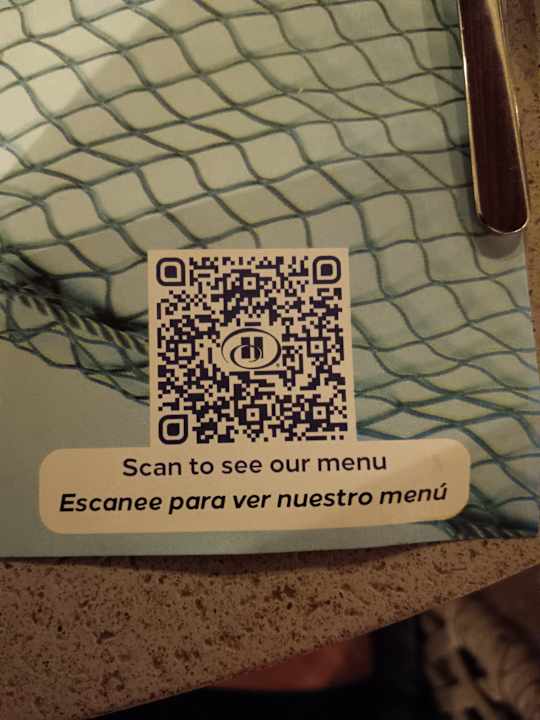 Scan to see our menu
Escanee para ver nuestro menú